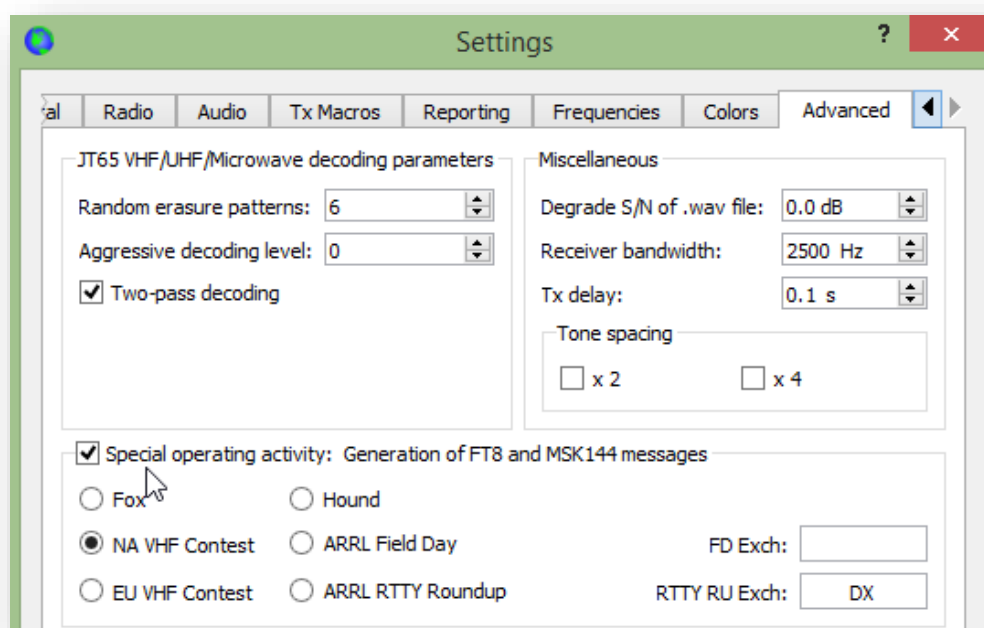 Settings
?
al Radio Audio Tx Macros Reporting Frequencies Colors Advanced
JT65 VHF/UHF/Microwave decoding parameters
Random erasure patterns: 6
Aggressive decoding level: 0
Two-pass decoding
Miscellaneous
Degrade S/N of .wav file: 0.0 dB
Receiver bandwidth: 2500 Hz
Tx delay: 0.1 s
Tone spacing
x 2 x 4
Special operating activity: Generation of FT8 and MSK144 messages
Fox Hound
NA VHF Contest ARRL Field Day FD Exch:
EU VHF Contest ARRL RTTY Roundup RTTY RU Exch: DX